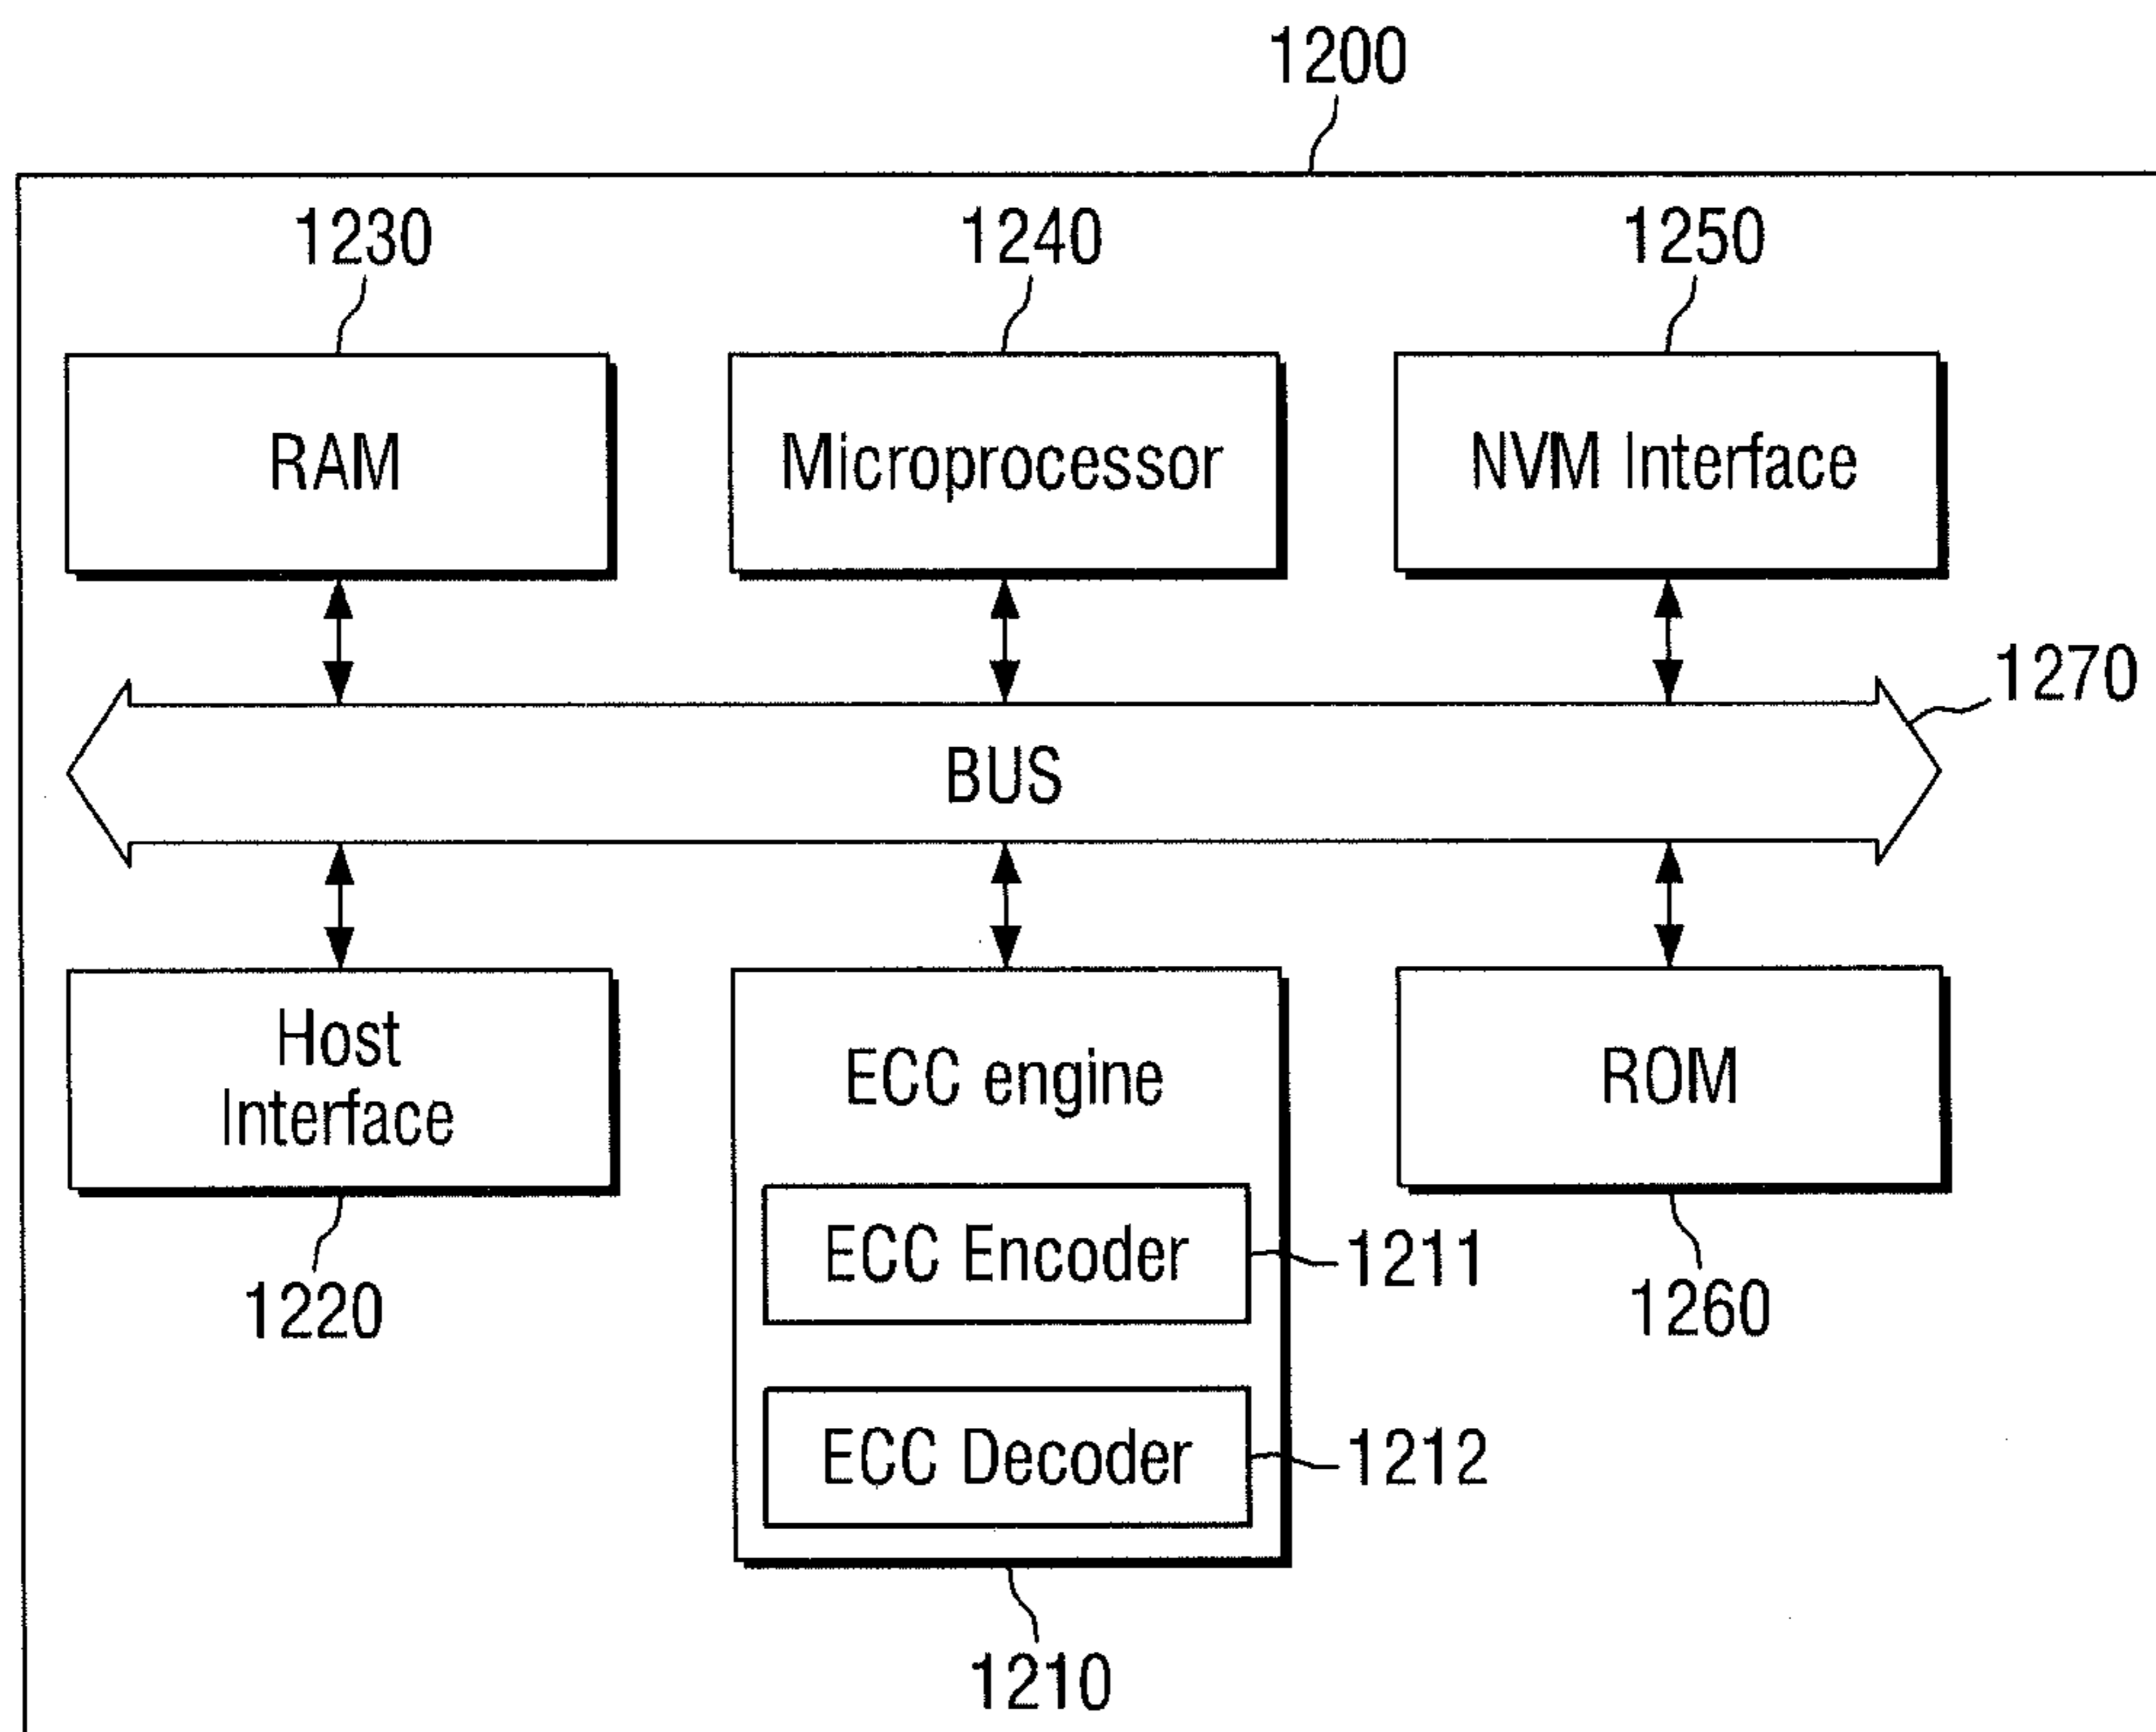 1200
1230
1240
1250
RAM
Microprocessor
NVM Interface
1270
BUS
Host
Interface
ECC engine
ROM
ECC Encoder
1211
1220
1260
ECC Decoder
1212
1210